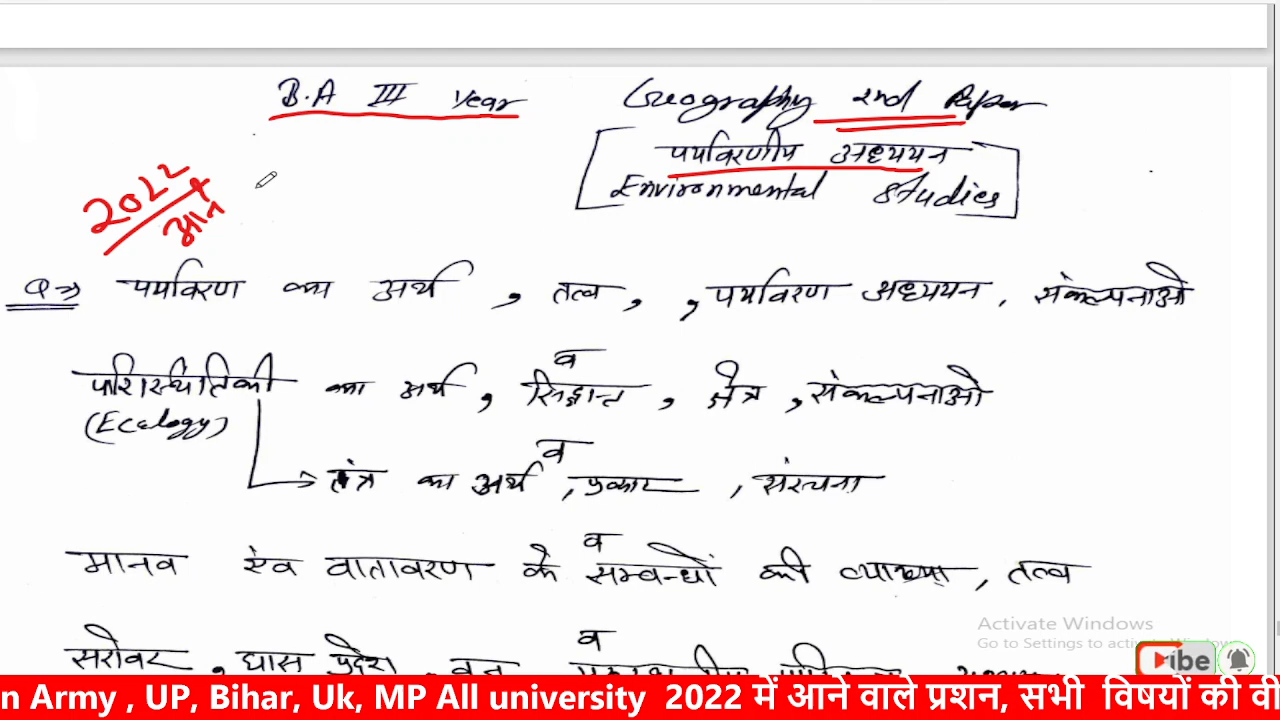 B.A III Year Geography 2nd Paper
पर्यावरणीय अध्ययन
Environmental Studies
2022
Q → पर्यावरण का अर्थ, तत्व, , पर्यावरण अध्ययन, संकल्पनाओ
पारिस्थितिकी का अर्थ, व सिद्धान्त, क्षेत्र, संकल्पनाओ
(Ecology)
→ तंत्र का अर्थ व, प्रकार, संरचना
मानव एंव वातावरण के व सम्बन्धों की व्याख्या, तत्व
सरोवर, घास प्रदेश, वन व
Activate Windows
Go to Settings to activate Windows
ibe
n Army , UP, Bihar, Uk, MP All university 2022 में आने वाले प्रशन, सभी विषयों की वी